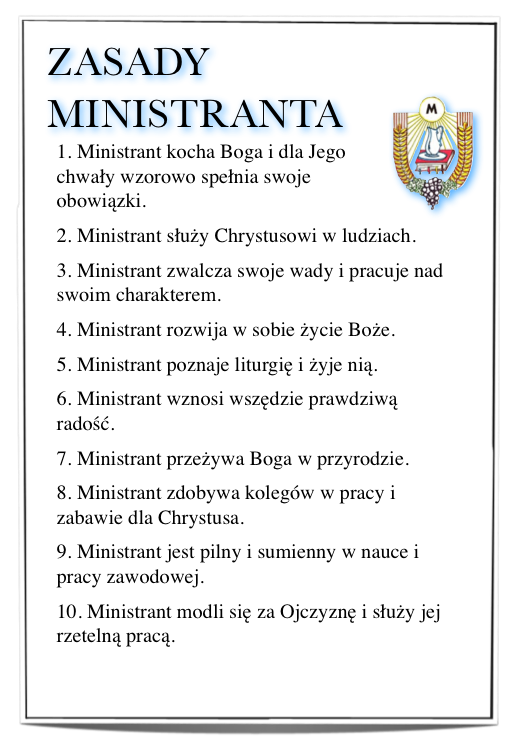 ZASADY
MINISTRANTA
M
1. Ministrant kocha Boga i dla Jego
chwały wzorowo spełnia swoje
obowiązki.
2. Ministrant służy Chrystusowi w ludziach.
3. Ministrant zwalcza swoje wady i pracuje nad
swoim charakterem.
4. Ministrant rozwija w sobie życie Boże.
5. Ministrant poznaje liturgię i żyje nią.
6. Ministrant wznosi wszędzie prawdziwą
radość.
7. Ministrant przeżywa Boga w przyrodzie.
8. Ministrant zdobywa kolegów w pracy i
zabawie dla Chrystusa.
9. Ministrant jest pilny i sumienny w nauce i
pracy zawodowej.
10. Ministrant modli się za Ojczyznę i służy jej
rzetelną pracą.